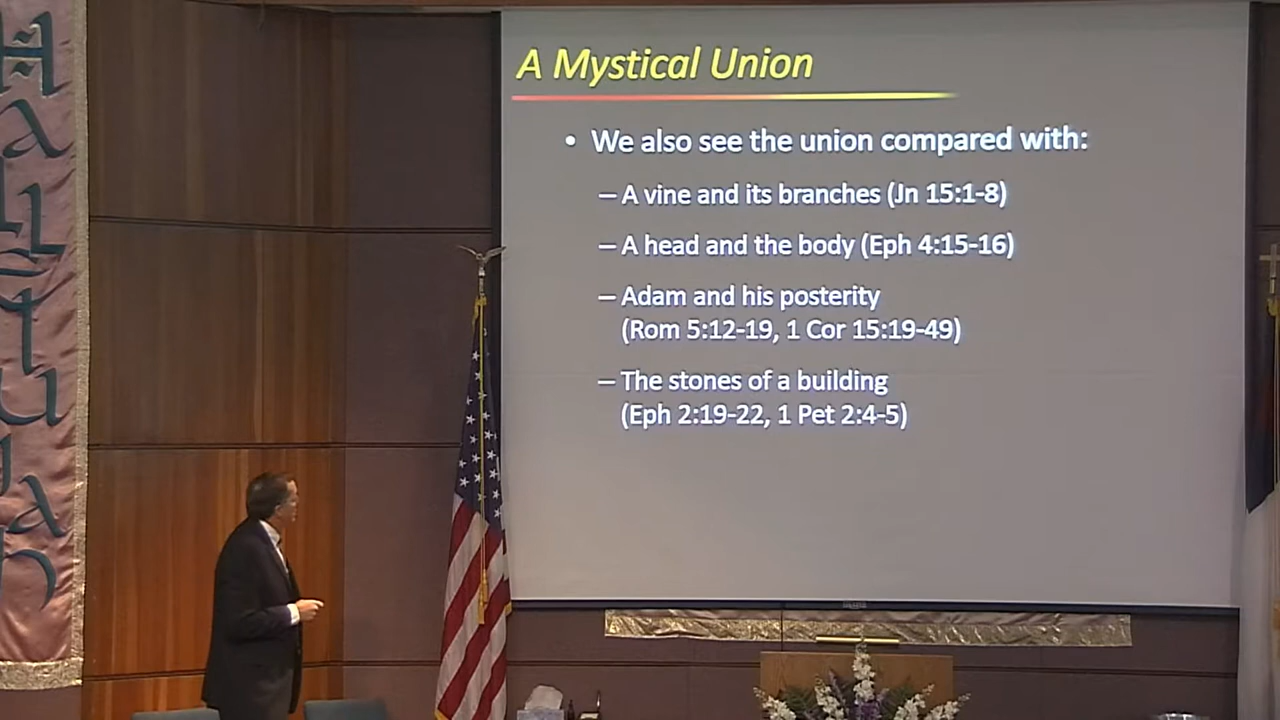 Hallelujah
A Mystical Union
• We also see the union compared with:
– A vine and its branches (Jn 15:1-8)
– A head and the body (Eph 4:15-16)
– Adam and his posterity
(Rom 5:12-19, 1 Cor 15:19-49)
– The stones of a building
(Eph 2:19-22, 1 Pet 2:4-5)